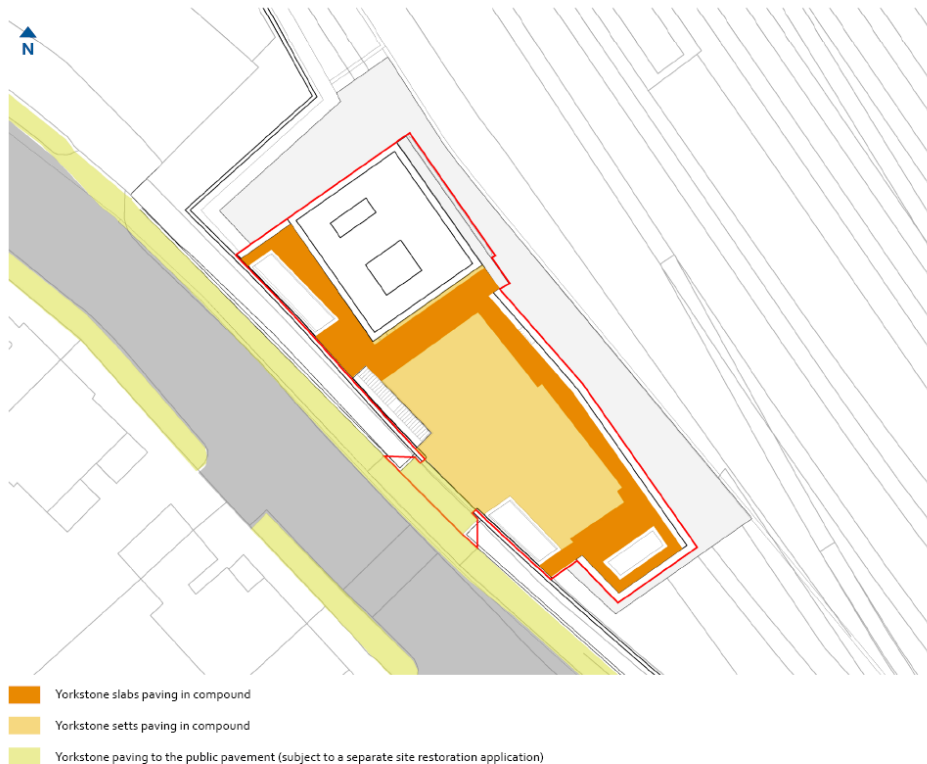 N
Yorkstone slabs paving in compound
Yorkstone setts paving in compound
Yorkstone paving to the public pavement (subject to a separate site restoration application)